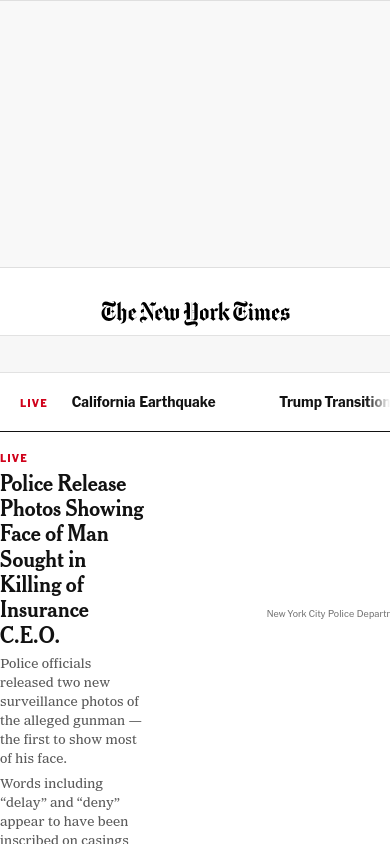 The New York Times
LIVE California Earthquake Trump Transition
LIVE
Police Release
Photos Showing
Face of Man
Sought in
Killing of
Insurance
C.E.O.
New York City Police Departm
Police officials
released two new
surveillance photos of
the alleged gunman —
the first to show most
of his face.
Words including
“delay” and “deny”
appear to have been
inscribed on casings